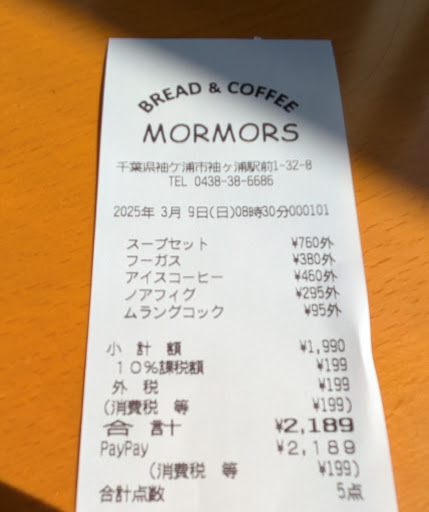 BREAD & COFFEE
MORMORS
千葉県袖ケ浦市袖ヶ浦駅前1-32-8
TEL 0438-38-6686
2025年 3月 9日(日)08時30分000101
スープセット ¥760外
フーガス ¥380外
アイスコーヒー ¥460外
ノアフィグ ¥295外
ムラングコック ¥95外
小 計 額 ¥1,990
10%課税額 ¥199
外 税 ¥199
(消費税 等 ¥199)
合 計 ¥2,189
PayPay ¥2,189
(消費税 等 ¥199)
合計点数 5点